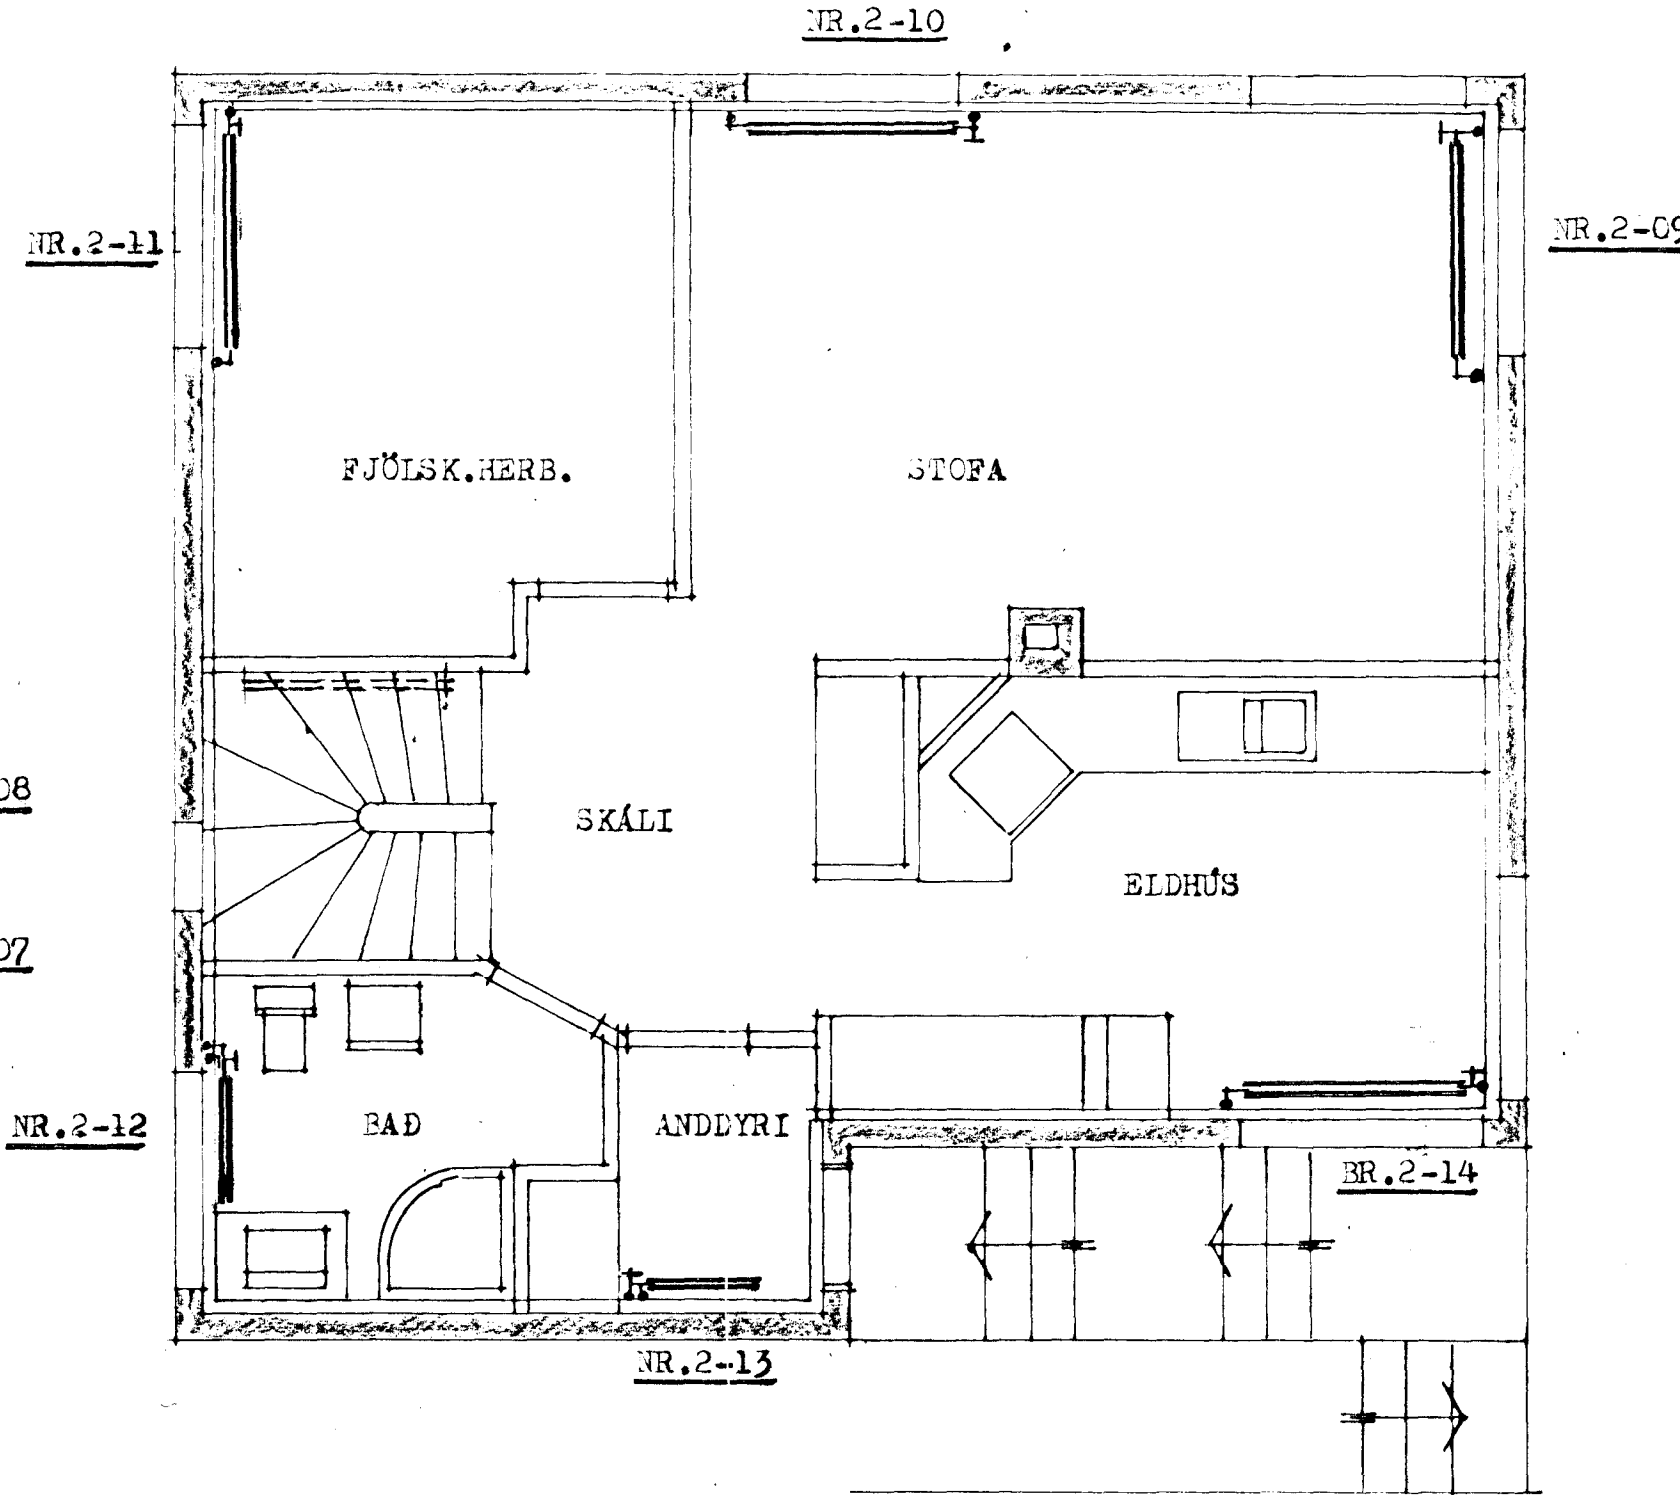 NR.2-10
NR.2-11
NR.2-09
FJÖLSK.HERB.
STOFA
08
SKÁLI
ELDHÚS
07
NR.2-12
BAÐ
ANDDYRI
BR.2-14
NR.2-13